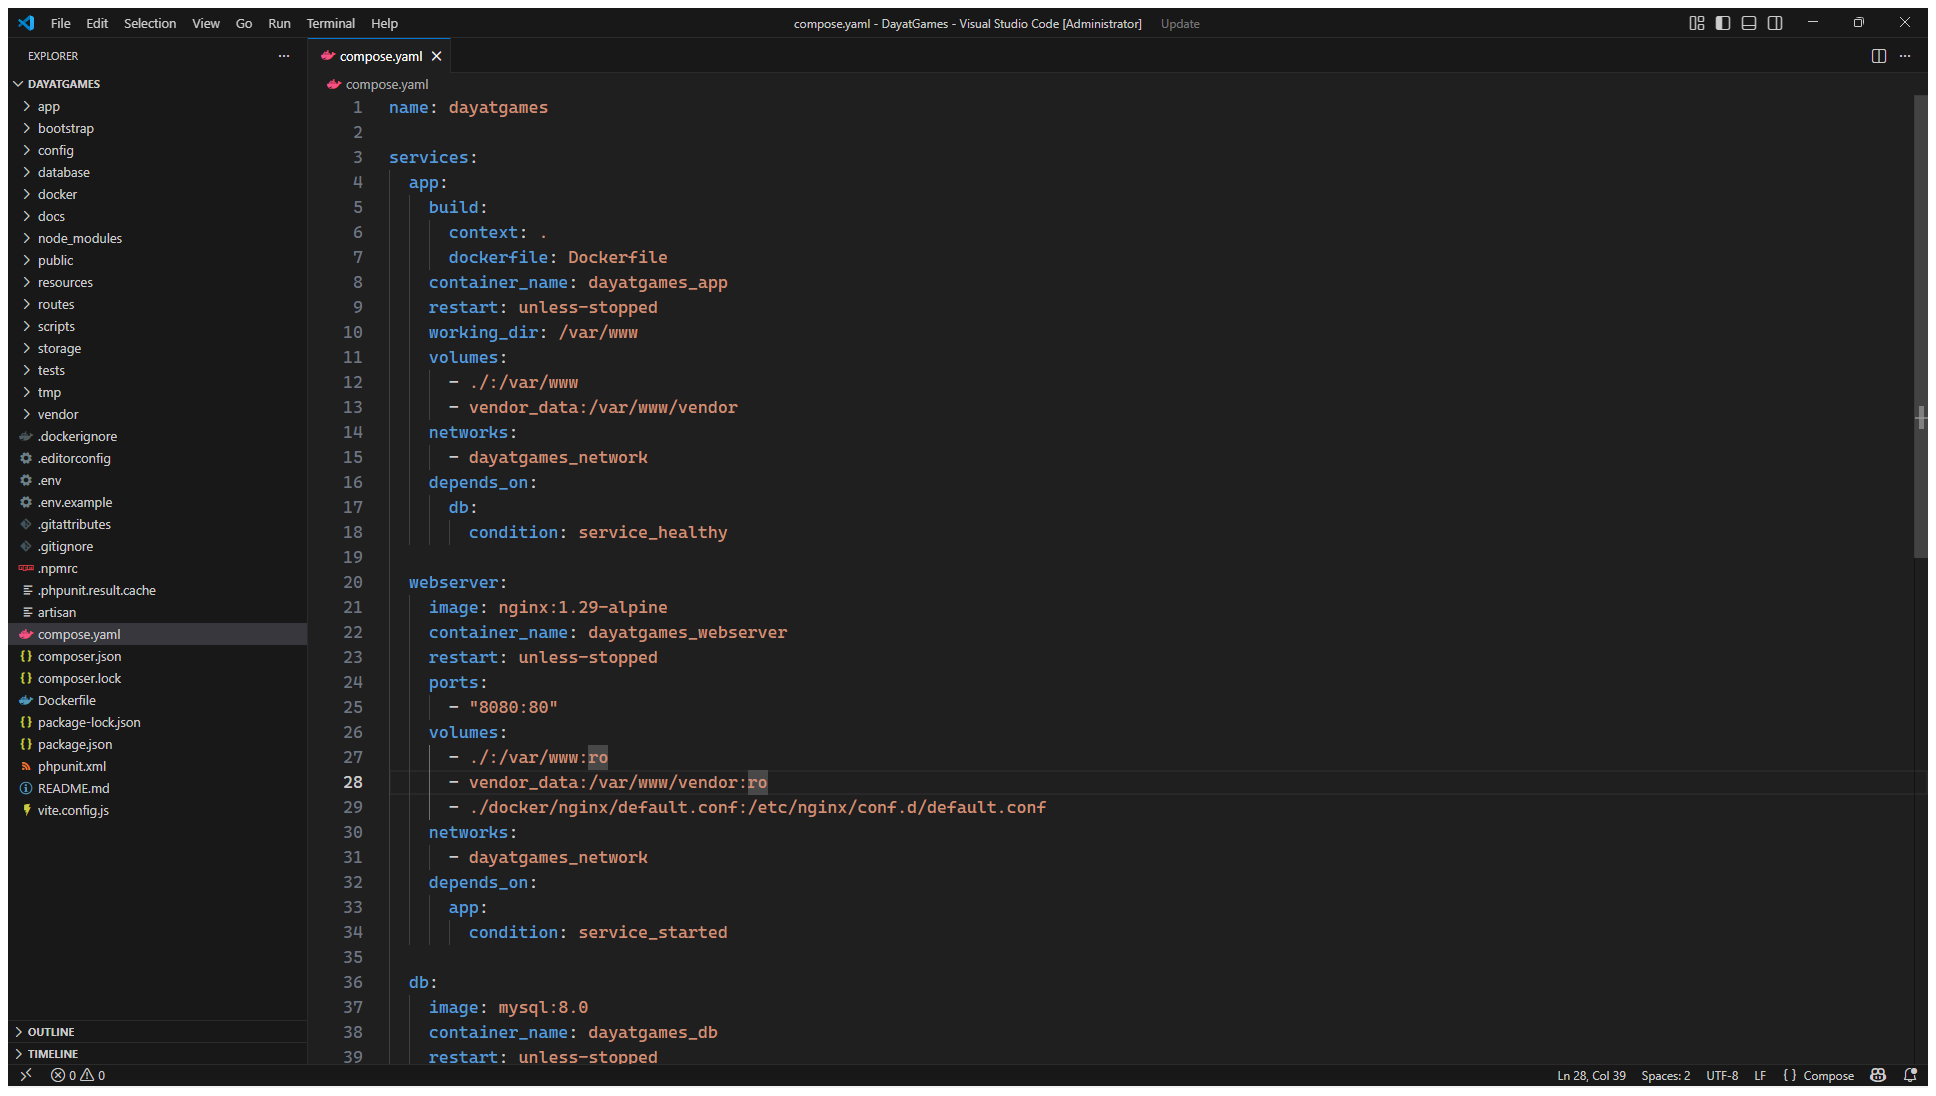 File Edit Selection View Go Run Terminal Help
compose.yaml - DayatGames - Visual Studio Code [Administrator]
Update
EXPLORER
DAYATGAMES
app
bootstrap
config
database
docker
docs
node_modules
public
resources
routes
scripts
storage
tests
tmp
vendor
.dockerignore
.editorconfig
.env
.env.example
.gitattributes
.gitignore
.npmrc
.phpunit.result.cache
artisan
compose.yaml
composer.json
composer.lock
Dockerfile
package-lock.json
package.json
phpunit.xml
README.md
vite.config.js
OUTLINE
TIMELINE
compose.yaml
compose.yaml
1 name: dayatgames
2
3 services:
4   app:
5     build:
6       context: .
7       dockerfile: Dockerfile
8     container_name: dayatgames_app
9     restart: unless-stopped
10     working_dir: /var/www
11     volumes:
12       - ./:/var/www
13       - vendor_data:/var/www/vendor
14     networks:
15       - dayatgames_network
16     depends_on:
17       db:
18         condition: service_healthy
19
20   webserver:
21     image: nginx:1.29-alpine
22     container_name: dayatgames_webserver
23     restart: unless-stopped
24     ports:
25       - "8080:80"
26     volumes:
27       - ./:/var/www:ro
28       - vendor_data:/var/www/vendor:ro
29       - ./docker/nginx/default.conf:/etc/nginx/conf.d/default.conf
30     networks:
31       - dayatgames_network
32     depends_on:
33       app:
34         condition: service_started
35
36   db:
37     image: mysql:8.0
38     container_name: dayatgames_db
39     restart: unless-stopped
0 0
Ln 28, Col 39 Spaces: 2 UTF-8 LF { } Compose